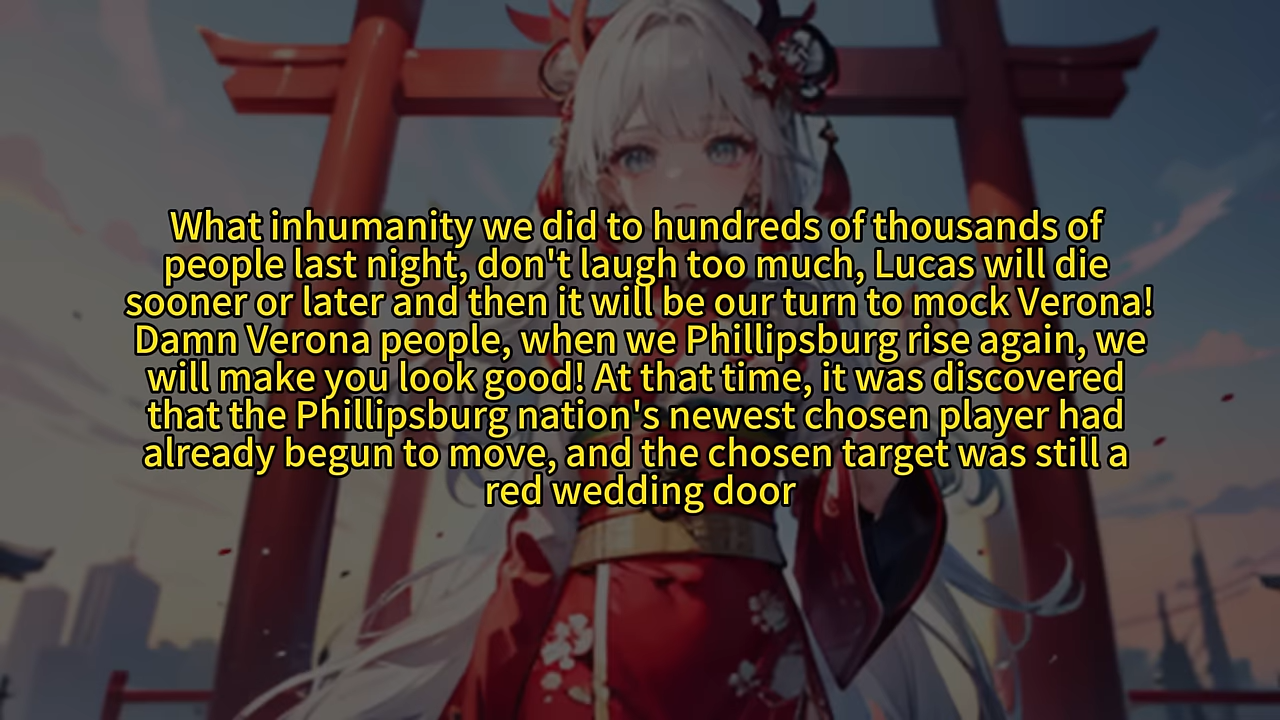 What inhumanity we did to hundreds of thousands of
people last night, don't laugh too much, Lucas will die
sooner or later and then it will be our turn to mock Verona!
Damn Verona people, when we Phillipsburg rise again, we
will make you look good! At that time, it was discovered
that the Phillipsburg nation's newest chosen player had
already begun to move, and the chosen target was still a
red wedding door